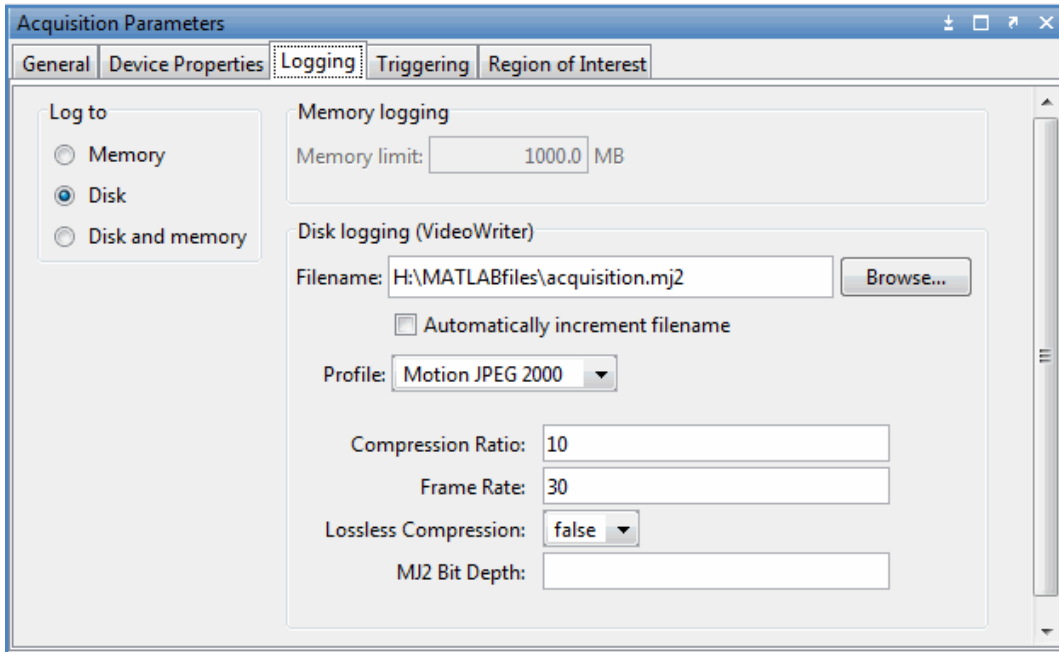 Acquisition Parameters
General Device Properties Logging Triggering Region of Interest
Log to
Memory
Disk
Disk and memory
Memory logging
Memory limit: 1000.0 MB
Disk logging (VideoWriter)
Filename: H:\MATLABfiles\acquisition.mj2 Browse...
Automatically increment filename
Profile: Motion JPEG 2000
Compression Ratio: 10
Frame Rate: 30
Lossless Compression: false
MJ2 Bit Depth: